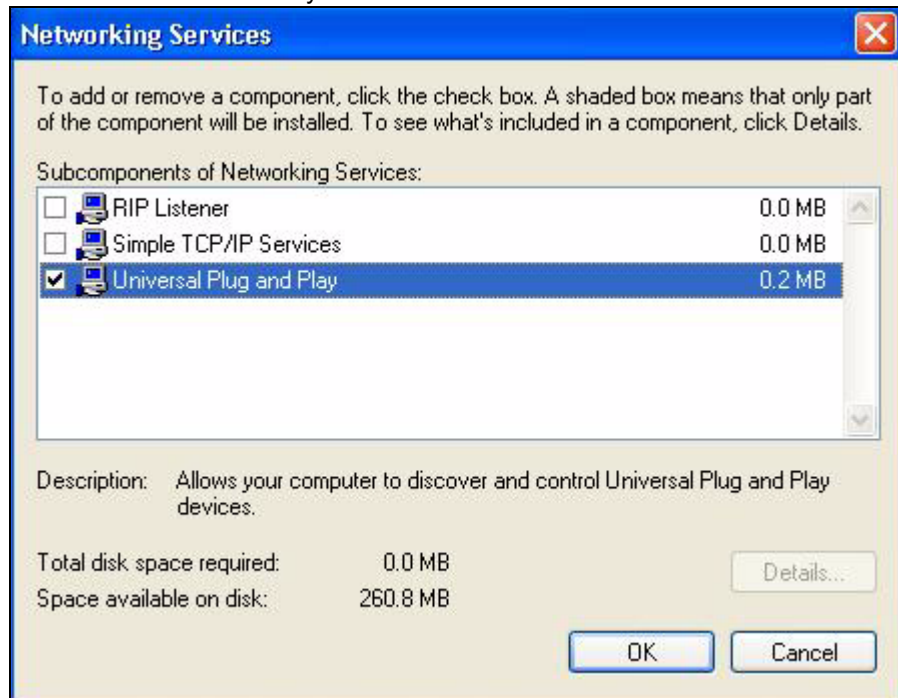 Networking Services
To add or remove a component, click the check box. A shaded box means that only part
of the component will be installed. To see what's included in a component, click Details.
Subcomponents of Networking Services:
RIP Listener 0.0 MB
Simple TCP/IP Services 0.0 MB
Universal Plug and Play 0.2 MB
Description: Allows your computer to discover and control Universal Plug and Play
devices.
Total disk space required: 0.0 MB
Details...
Space available on disk: 260.8 MB
OK Cancel